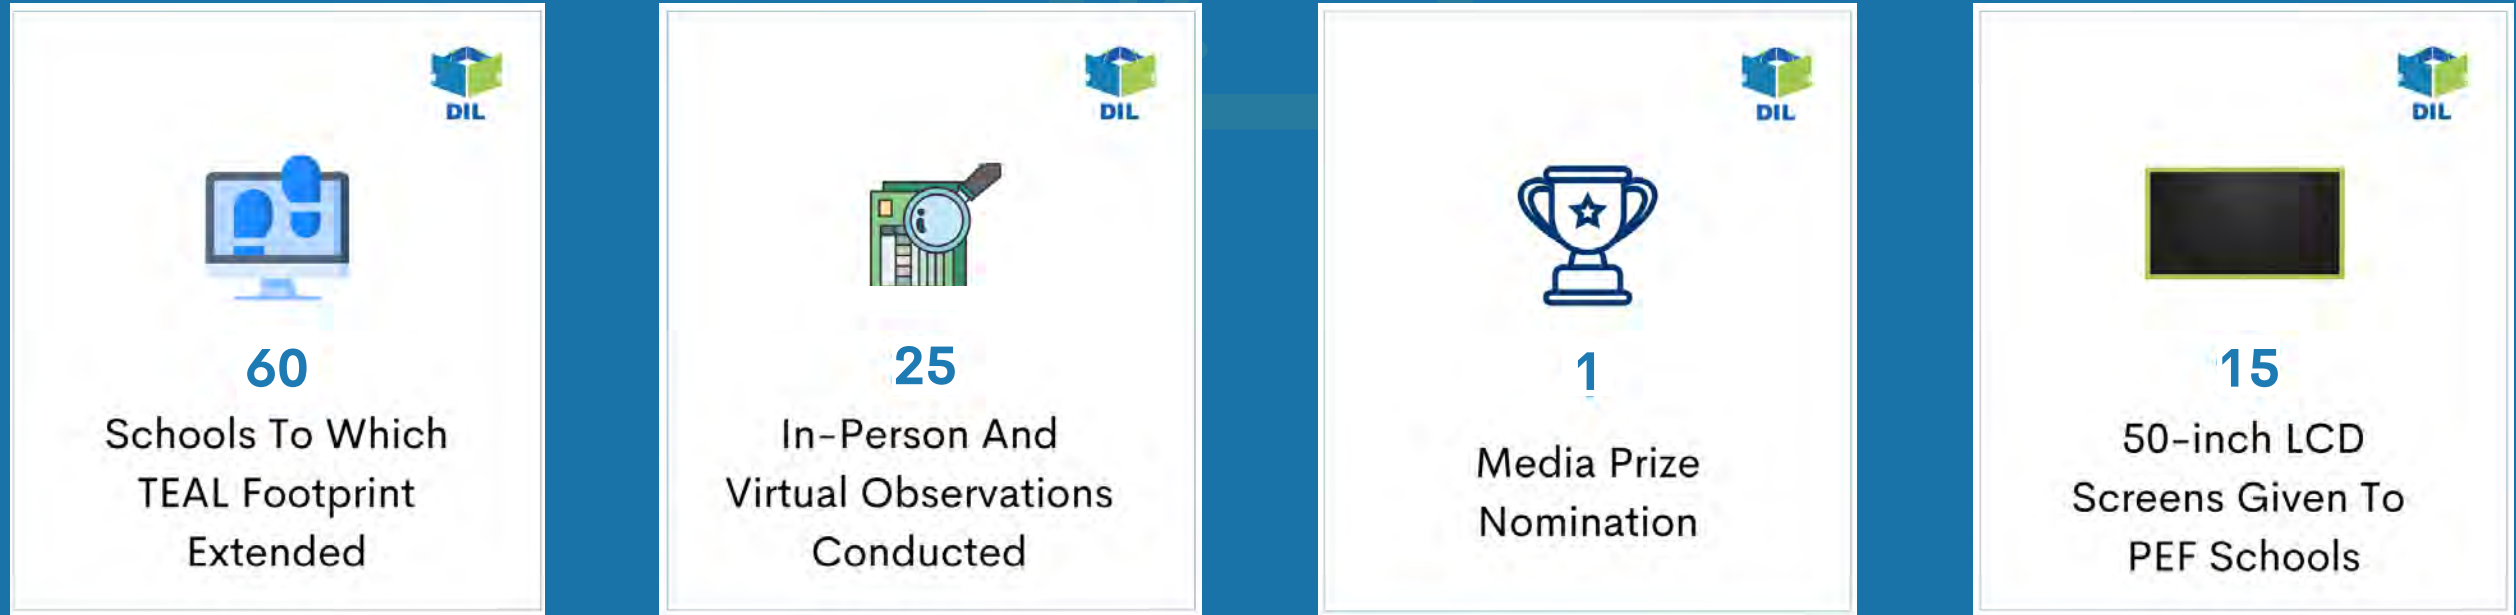 DIL
60
Schools To Which
TEAL Footprint
Extended
DIL
25
In-Person And
Virtual Observations
Conducted
DIL
1
Media Prize
Nomination
DIL
15
50-inch LCD
Screens Given To
PEF Schools